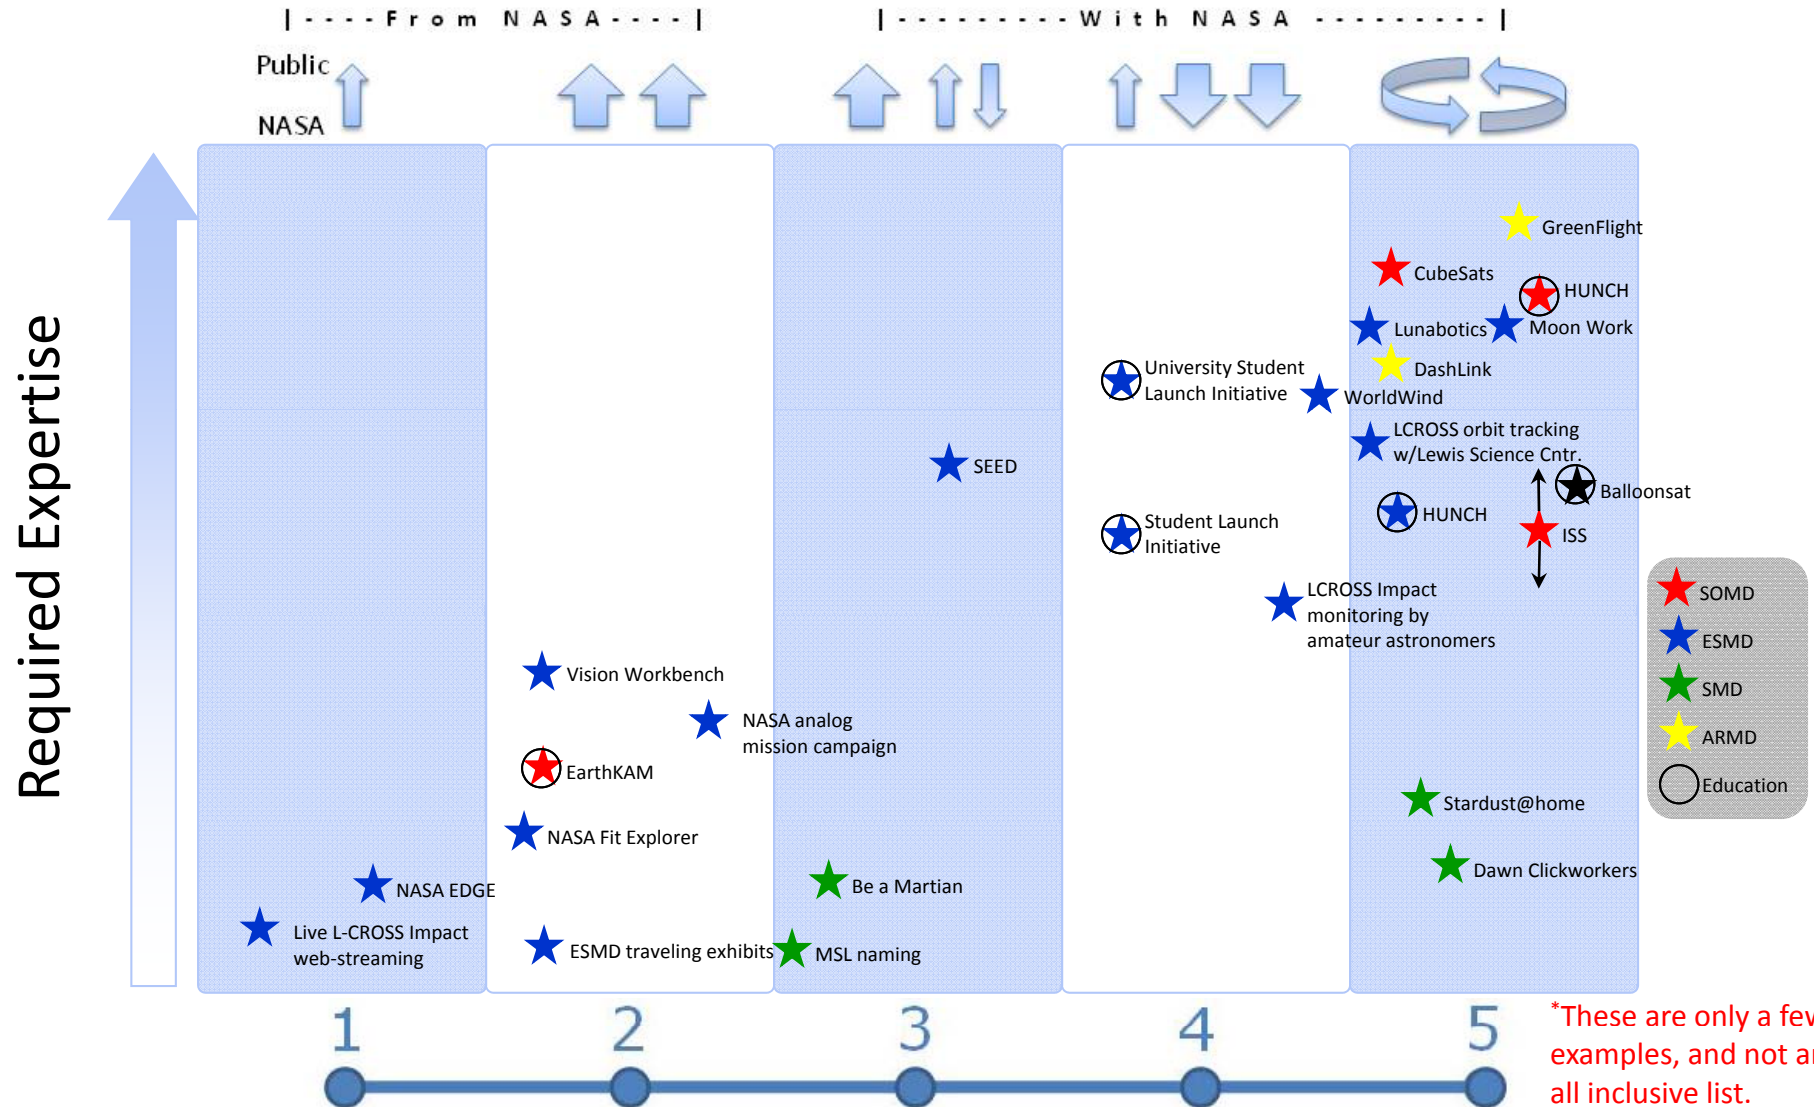 |----From NASA----|
|---------With NASA ---------|
Public
NASA
Required Expertise
GreenFlight
CubeSats
HUNCH
Lunabotics
Moon Work
University Student
Launch Initiative
DashLink
WorldWind
LCROSS orbit tracking
w/Lewis Science Cntr.
SEED
Balloonsat
HUNCH
Student Launch
Initiative
ISS
LCROSS Impact
monitoring by
amateur astronomers
Vision Workbench
NASA analog
mission campaign
EarthKAM
NASA Fit Explorer
Stardust@home
Dawn Clickworkers
Be a Martian
NASA EDGE
Live L-CROSS Impact
web-streaming
ESMD traveling exhibits
MSL naming
SOMD
ESMD
SMD
ARMD
Education
1 2 3 4 5
*These are only a few
examples, and not an
all inclusive list.